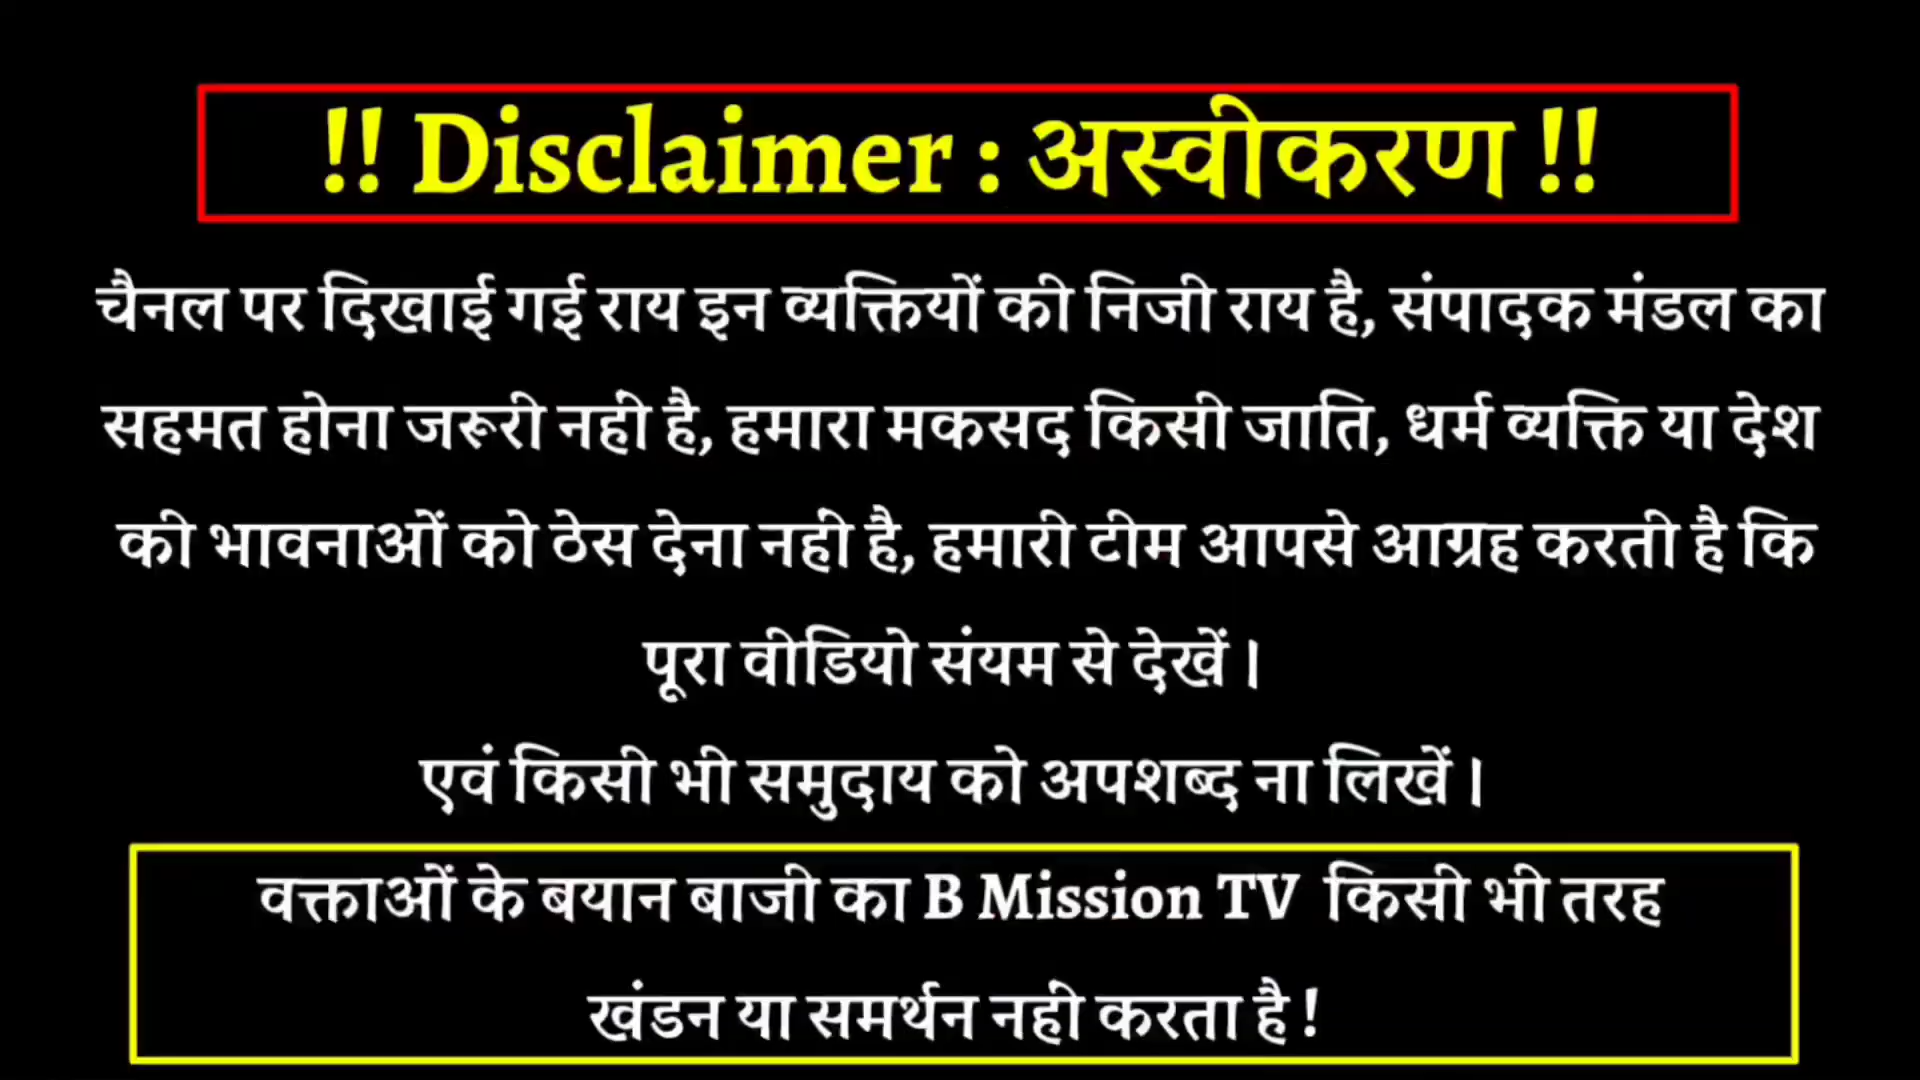 !! Disclaimer : अस्वीकरण !!
चैनल पर दिखाई गई राय इन व्यक्तियों की निजी राय है, संपादक मंडल का
सहमत होना जरूरी नही है, हमारा मकसद किसी जाति, धर्म व्यक्ति या देश
की भावनाओं को ठेस देना नही है, हमारी टीम आपसे आग्रह करती है कि
पूरा वीडियो संयम से देखें।
एवं किसी भी समुदाय को अपशब्द ना लिखें।
वक्ताओं के बयान बाजी का B Mission TV किसी भी तरह
खंडन या समर्थन नही करता है!